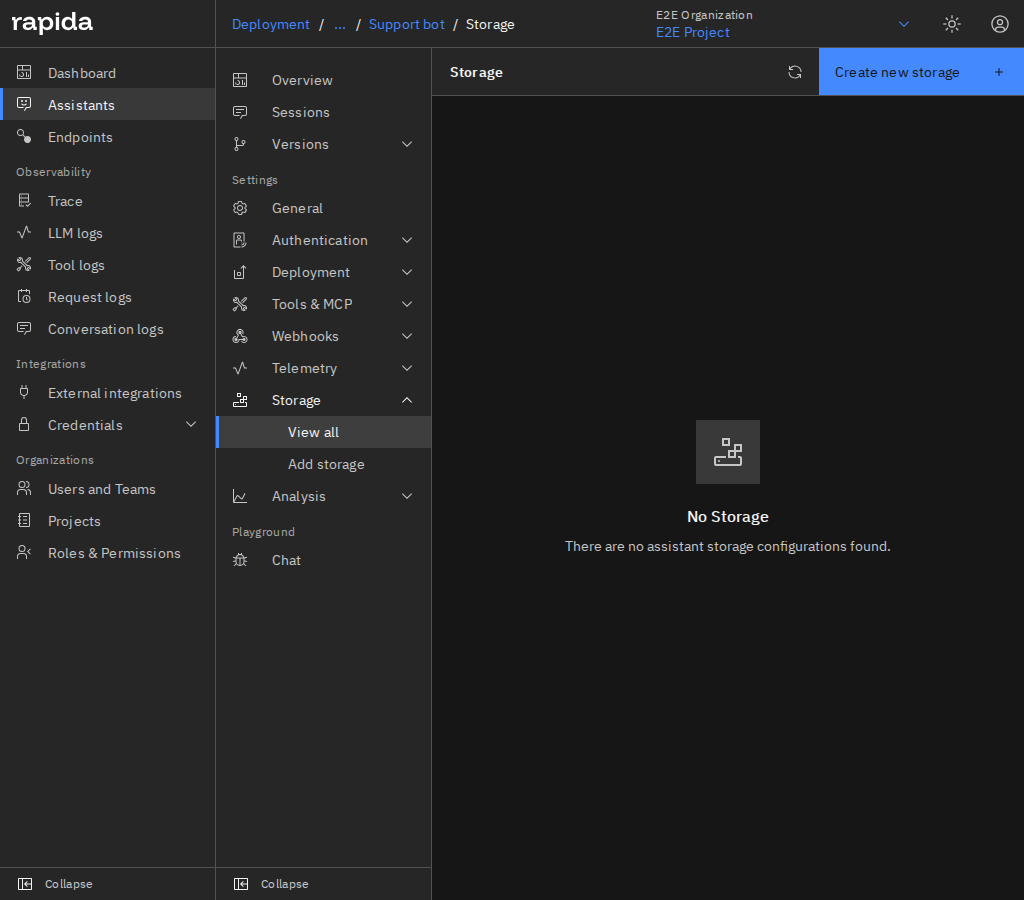 rapida
Deployment / ... / Support bot / Storage
E2E Organization
E2E Project
Dashboard
Assistants
Endpoints
Observability
Trace
LLM logs
Tool logs
Request logs
Conversation logs
Integrations
External integrations
Credentials
Organizations
Users and Teams
Projects
Roles & Permissions
Collapse
Overview
Sessions
Versions
Settings
General
Authentication
Deployment
Tools & MCP
Webhooks
Telemetry
Storage
View all
Add storage
Analysis
Playground
Chat
Collapse
Storage
Create new storage +
No Storage
There are no assistant storage configurations found.